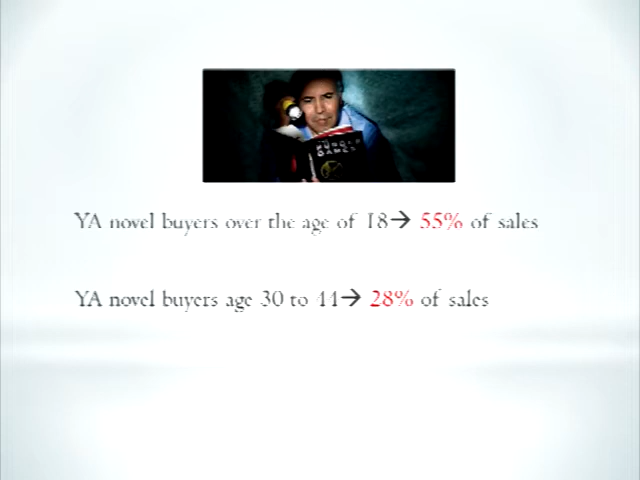 THE
HUNGER
GAMES
YA novel buyers over the age of 18→ 55% of sales
YA novel buyers age 30 to 44→ 28% of sales